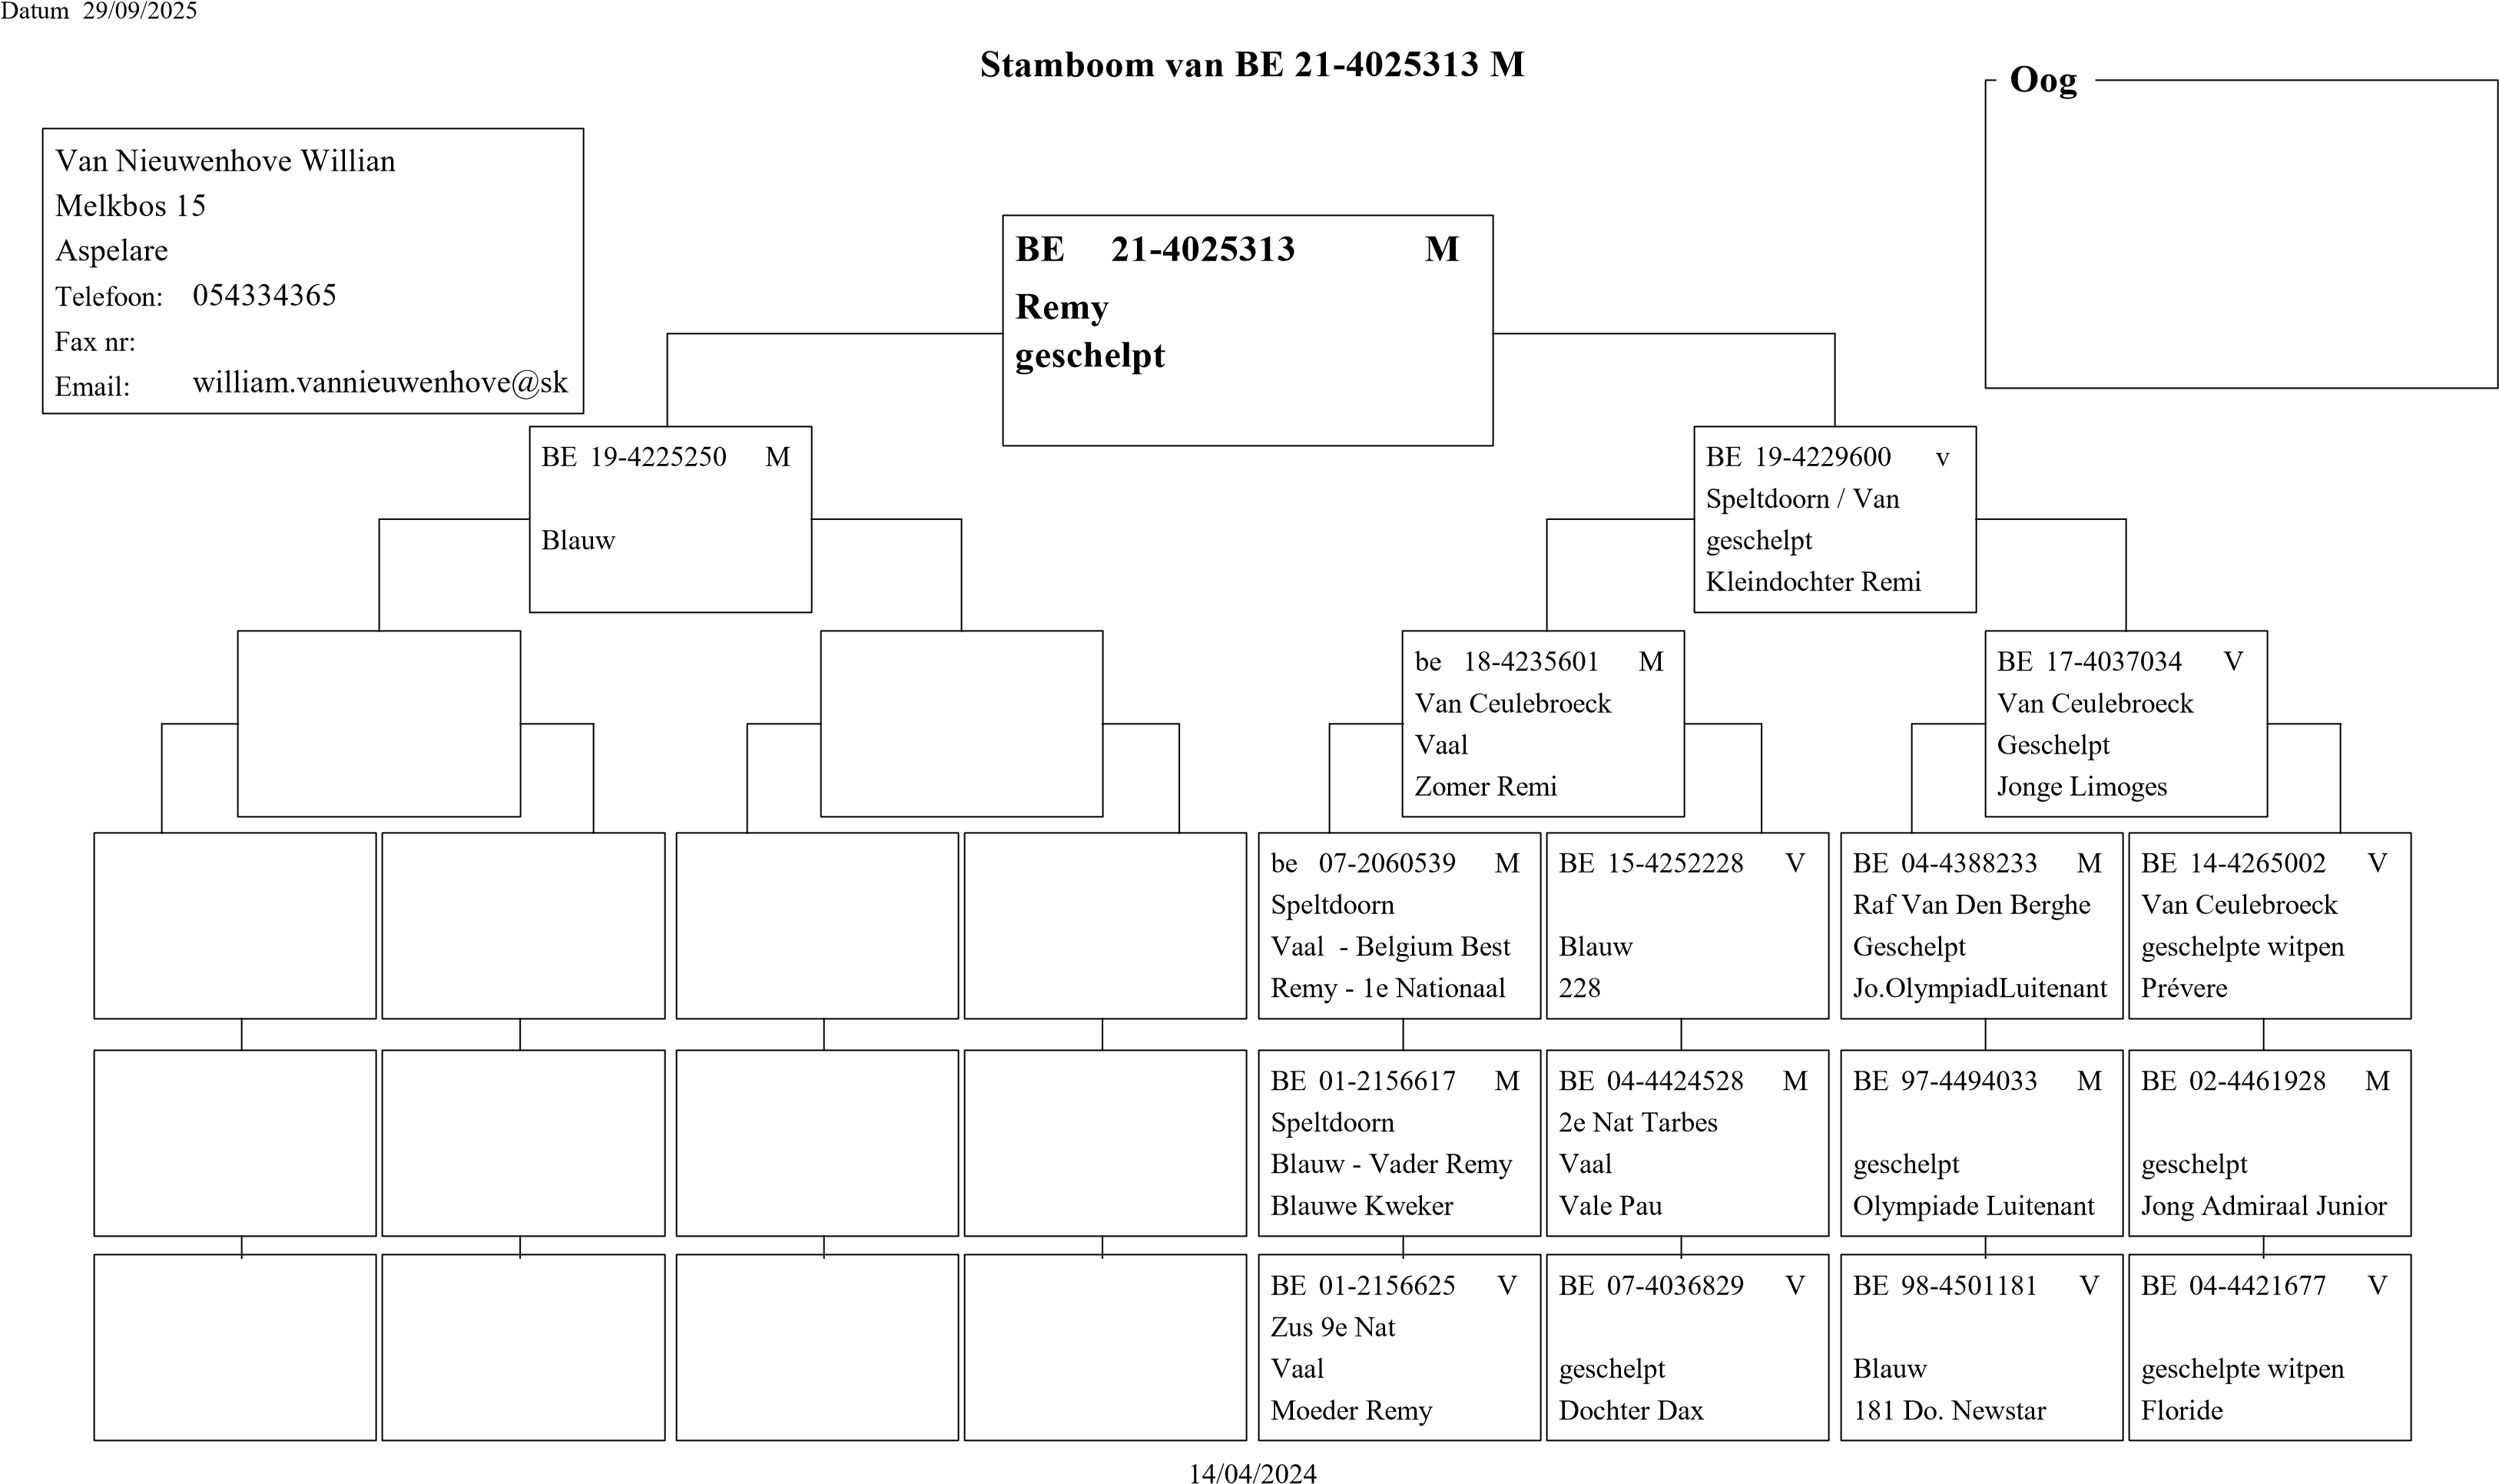 Datum 29/09/2025
Stamboom van BE 21-4025313 M
Oog
Van Nieuwenhove Willian
Melkbos 15
Aspelare
Telefoon: 054334365
Fax nr:
Email: william.vannieuwenhove@sk
BE 21-4025313 M
Remy
geschelpt
BE 19-4225250 M
Blauw
BE 19-4229600 v
Speltdoorn / Van
geschelpt
Kleindochter Remi
be 18-4235601 M
Van Ceulebroeck
Vaal
Zomer Remi
BE 17-4037034 V
Van Ceulebroeck
Geschelpt
Jonge Limoges
be 07-2060539 M
Speltdoorn
Vaal - Belgium Best
Remy - 1e Nationaal
BE 15-4252228 V
Blauw
228
BE 04-4388233 M
Raf Van Den Berghe
Geschelpt
Jo.OlympiadLuitenant
BE 14-4265002 V
Van Ceulebroeck
geschelpte witpen
Prévere
BE 01-2156617 M
Speltdoorn
Blauw - Vader Remy
Blauwe Kweker
BE 04-4424528 M
2e Nat Tarbes
Vaal
Vale Pau
BE 97-4494033 M
geschelpt
Olympiade Luitenant
BE 02-4461928 M
geschelpt
Jong Admiraal Junior
BE 01-2156625 V
Zus 9e Nat
Vaal
Moeder Remy
BE 07-4036829 V
geschelpt
Dochter Dax
BE 98-4501181 V
Blauw
181 Do. Newstar
BE 04-4421677 V
geschelpte witpen
Floride
14/04/2024